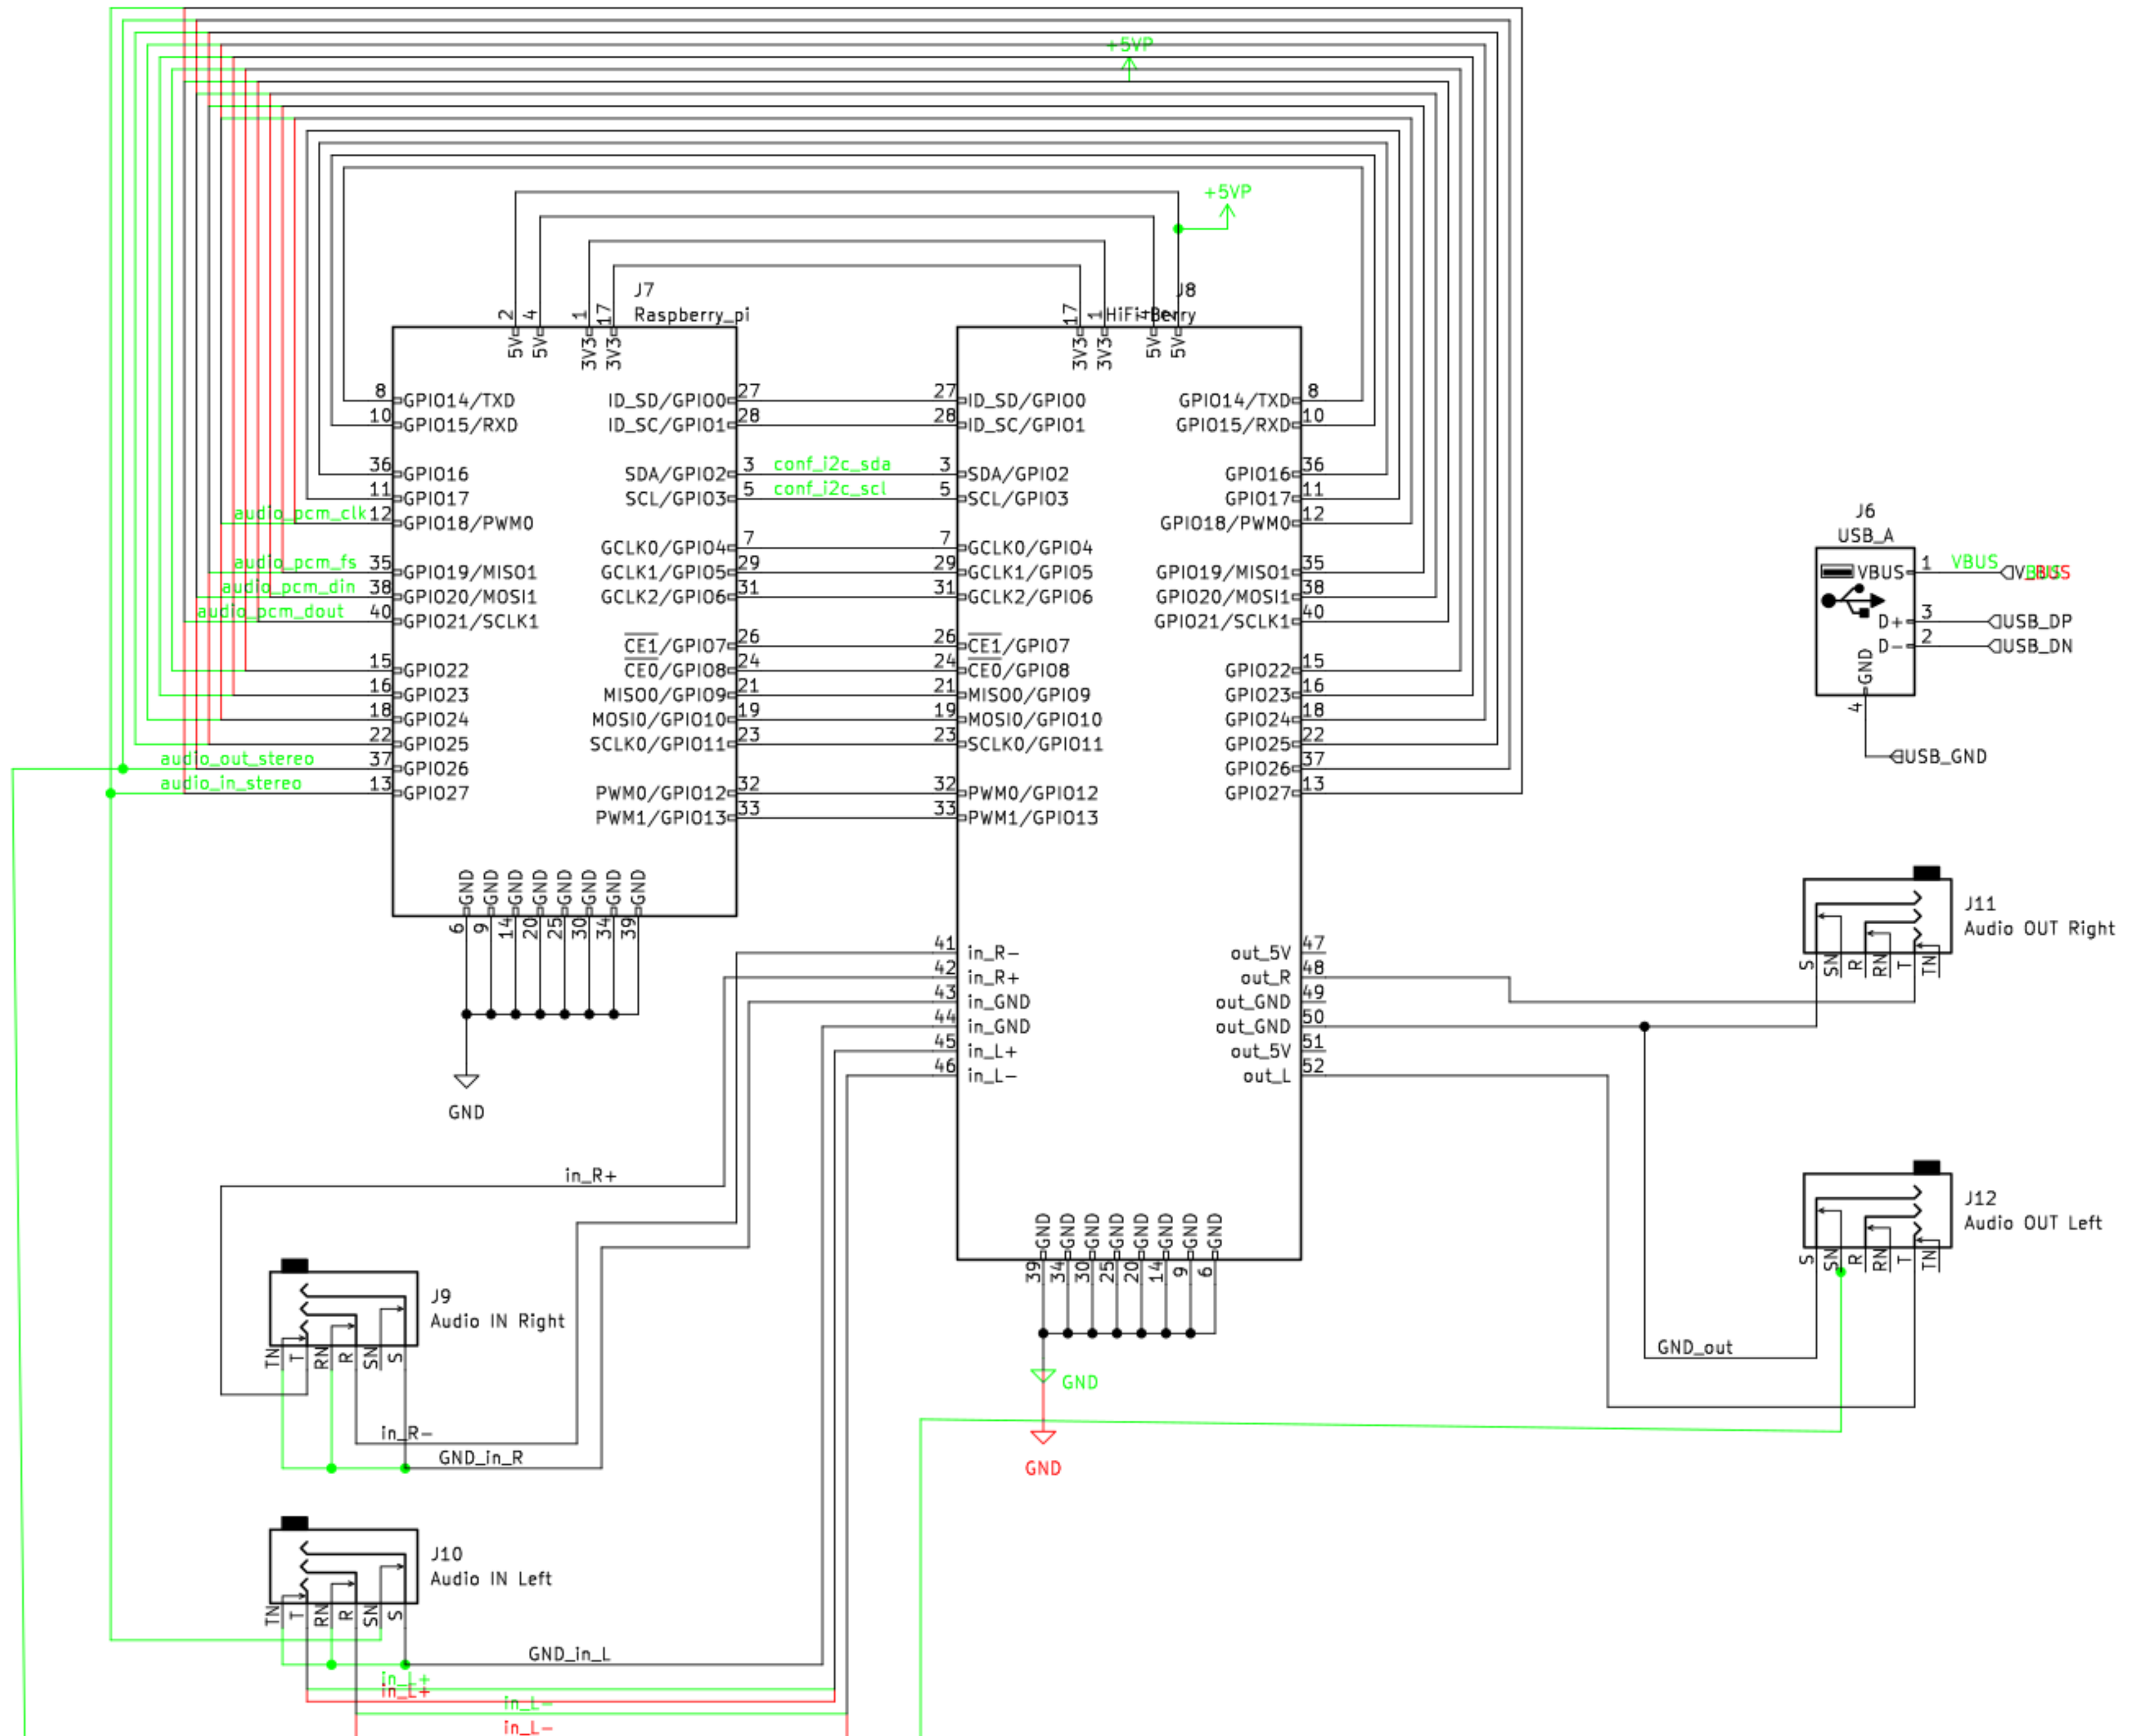 +5VP
+5VP
J7
Raspberry_pi
J8
HiFi-Berry
2 4 1 17
17 1 4 2
5V 5V 3V3 3V3
3V3 3V3 5V 5V
8 GPIO14/TXD ID_SD/GPIO0 27
27 ID_SD/GPIO0 GPIO14/TXD 8
10 GPIO15/RXD ID_SC/GPIO1 28
28 ID_SC/GPIO1 GPIO15/RXD 10
36 GPIO16 SDA/GPIO2 3 conf_i2c_sda
3 SDA/GPIO2 GPIO16 36
11 GPIO17 SCL/GPIO3 5 conf_i2c_scl
5 SCL/GPIO3 GPIO17 11
audio_pcm_clk 12 GPIO18/PWM0
GPIO18/PWM0 12
GCLK0/GPIO4 7
7 GCLK0/GPIO4
audio_pcm_fs 35 GPIO19/MISO1 GCLK1/GPIO5 29
29 GCLK1/GPIO5 GPIO19/MISO1 35
audio_pcm_din 38 GPIO20/MOSI1 GCLK2/GPIO6 31
31 GCLK2/GPIO6 GPIO20/MOSI1 38
audio_pcm_dout 40 GPIO21/SCLK1
GPIO21/SCLK1 40
CE1/GPIO7 26
26 CE1/GPIO7
15 GPIO22 CE0/GPIO8 24
24 CE0/GPIO8 GPIO22 15
16 GPIO23 MISO0/GPIO9 21
21 MISO0/GPIO9 GPIO23 16
18 GPIO24 MOSI0/GPIO10 19
19 MOSI0/GPIO10 GPIO24 18
22 GPIO25 SCLK0/GPIO11 23
23 SCLK0/GPIO11 GPIO25 22
audio_out_stereo 37 GPIO26
GPIO26 37
audio_in_stereo 13 GPIO27 PWM0/GPIO12 32
32 PWM0/GPIO12 GPIO27 13
PWM1/GPIO13 33
33 PWM1/GPIO13
GND GND GND GND GND GND GND GND
6 9 14 20 25 30 34 39
GND
J6
USB_A
VBUS 1 VBUS
D+ 3 USB_DP
D- 2 USB_DN
GND
4
USB_GND
41 in_R- out_5V 47
42 in_R+ out_R 48
43 in_GND out_GND 49
44 in_GND out_GND 50
45 in_L+ out_5V 51
46 in_L- out_L 52
J11
Audio OUT Right
S SN R RN T TN
J12
Audio OUT Left
S SN R RN T TN
GND_out
GND GND GND GND GND GND GND GND
39 34 30 25 20 14 9 6
GND
GND
in_R+
J9
Audio IN Right
TN T RN R SN S
in_R-
GND_in_R
J10
Audio IN Left
TN T RN R SN S
GND_in_L
in_L+
in_L+
in_L-
in_L-